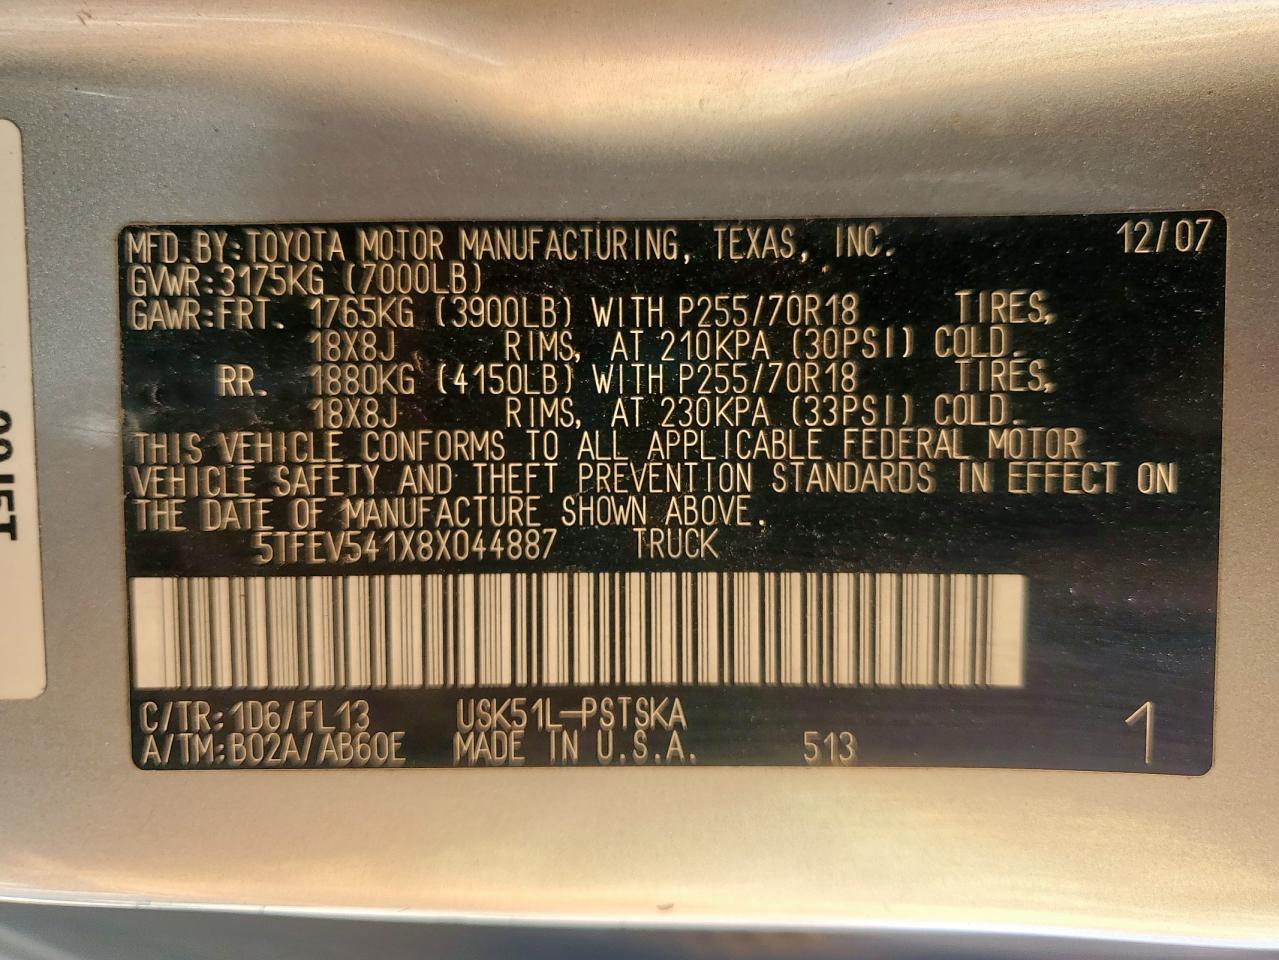 MFD.BY:TOYOTA MOTOR MANUFACTURING, TEXAS, INC. 12/07
GVWR:3175KG (7000LB)
GAWR:FRT. 1765KG (3900LB) WITH P255/70R18 TIRES,
18X8J RIMS, AT 210KPA (30PSI) COLD.
RR. 1880KG (4150LB) WITH P255/70R18 TIRES,
18X8J RIMS, AT 230KPA (33PSI) COLD.
THIS VEHICLE CONFORMS TO ALL APPLICABLE FEDERAL MOTOR
VEHICLE SAFETY AND THEFT PREVENTION STANDARDS IN EFFECT ON
THE DATE OF MANUFACTURE SHOWN ABOVE.
5TFEV541X8X044887 TRUCK
C/TR:1D6/FL13 USK51L-PSTSKA 1
A/TM:B02A/AB60E MADE IN U.S.A. 513